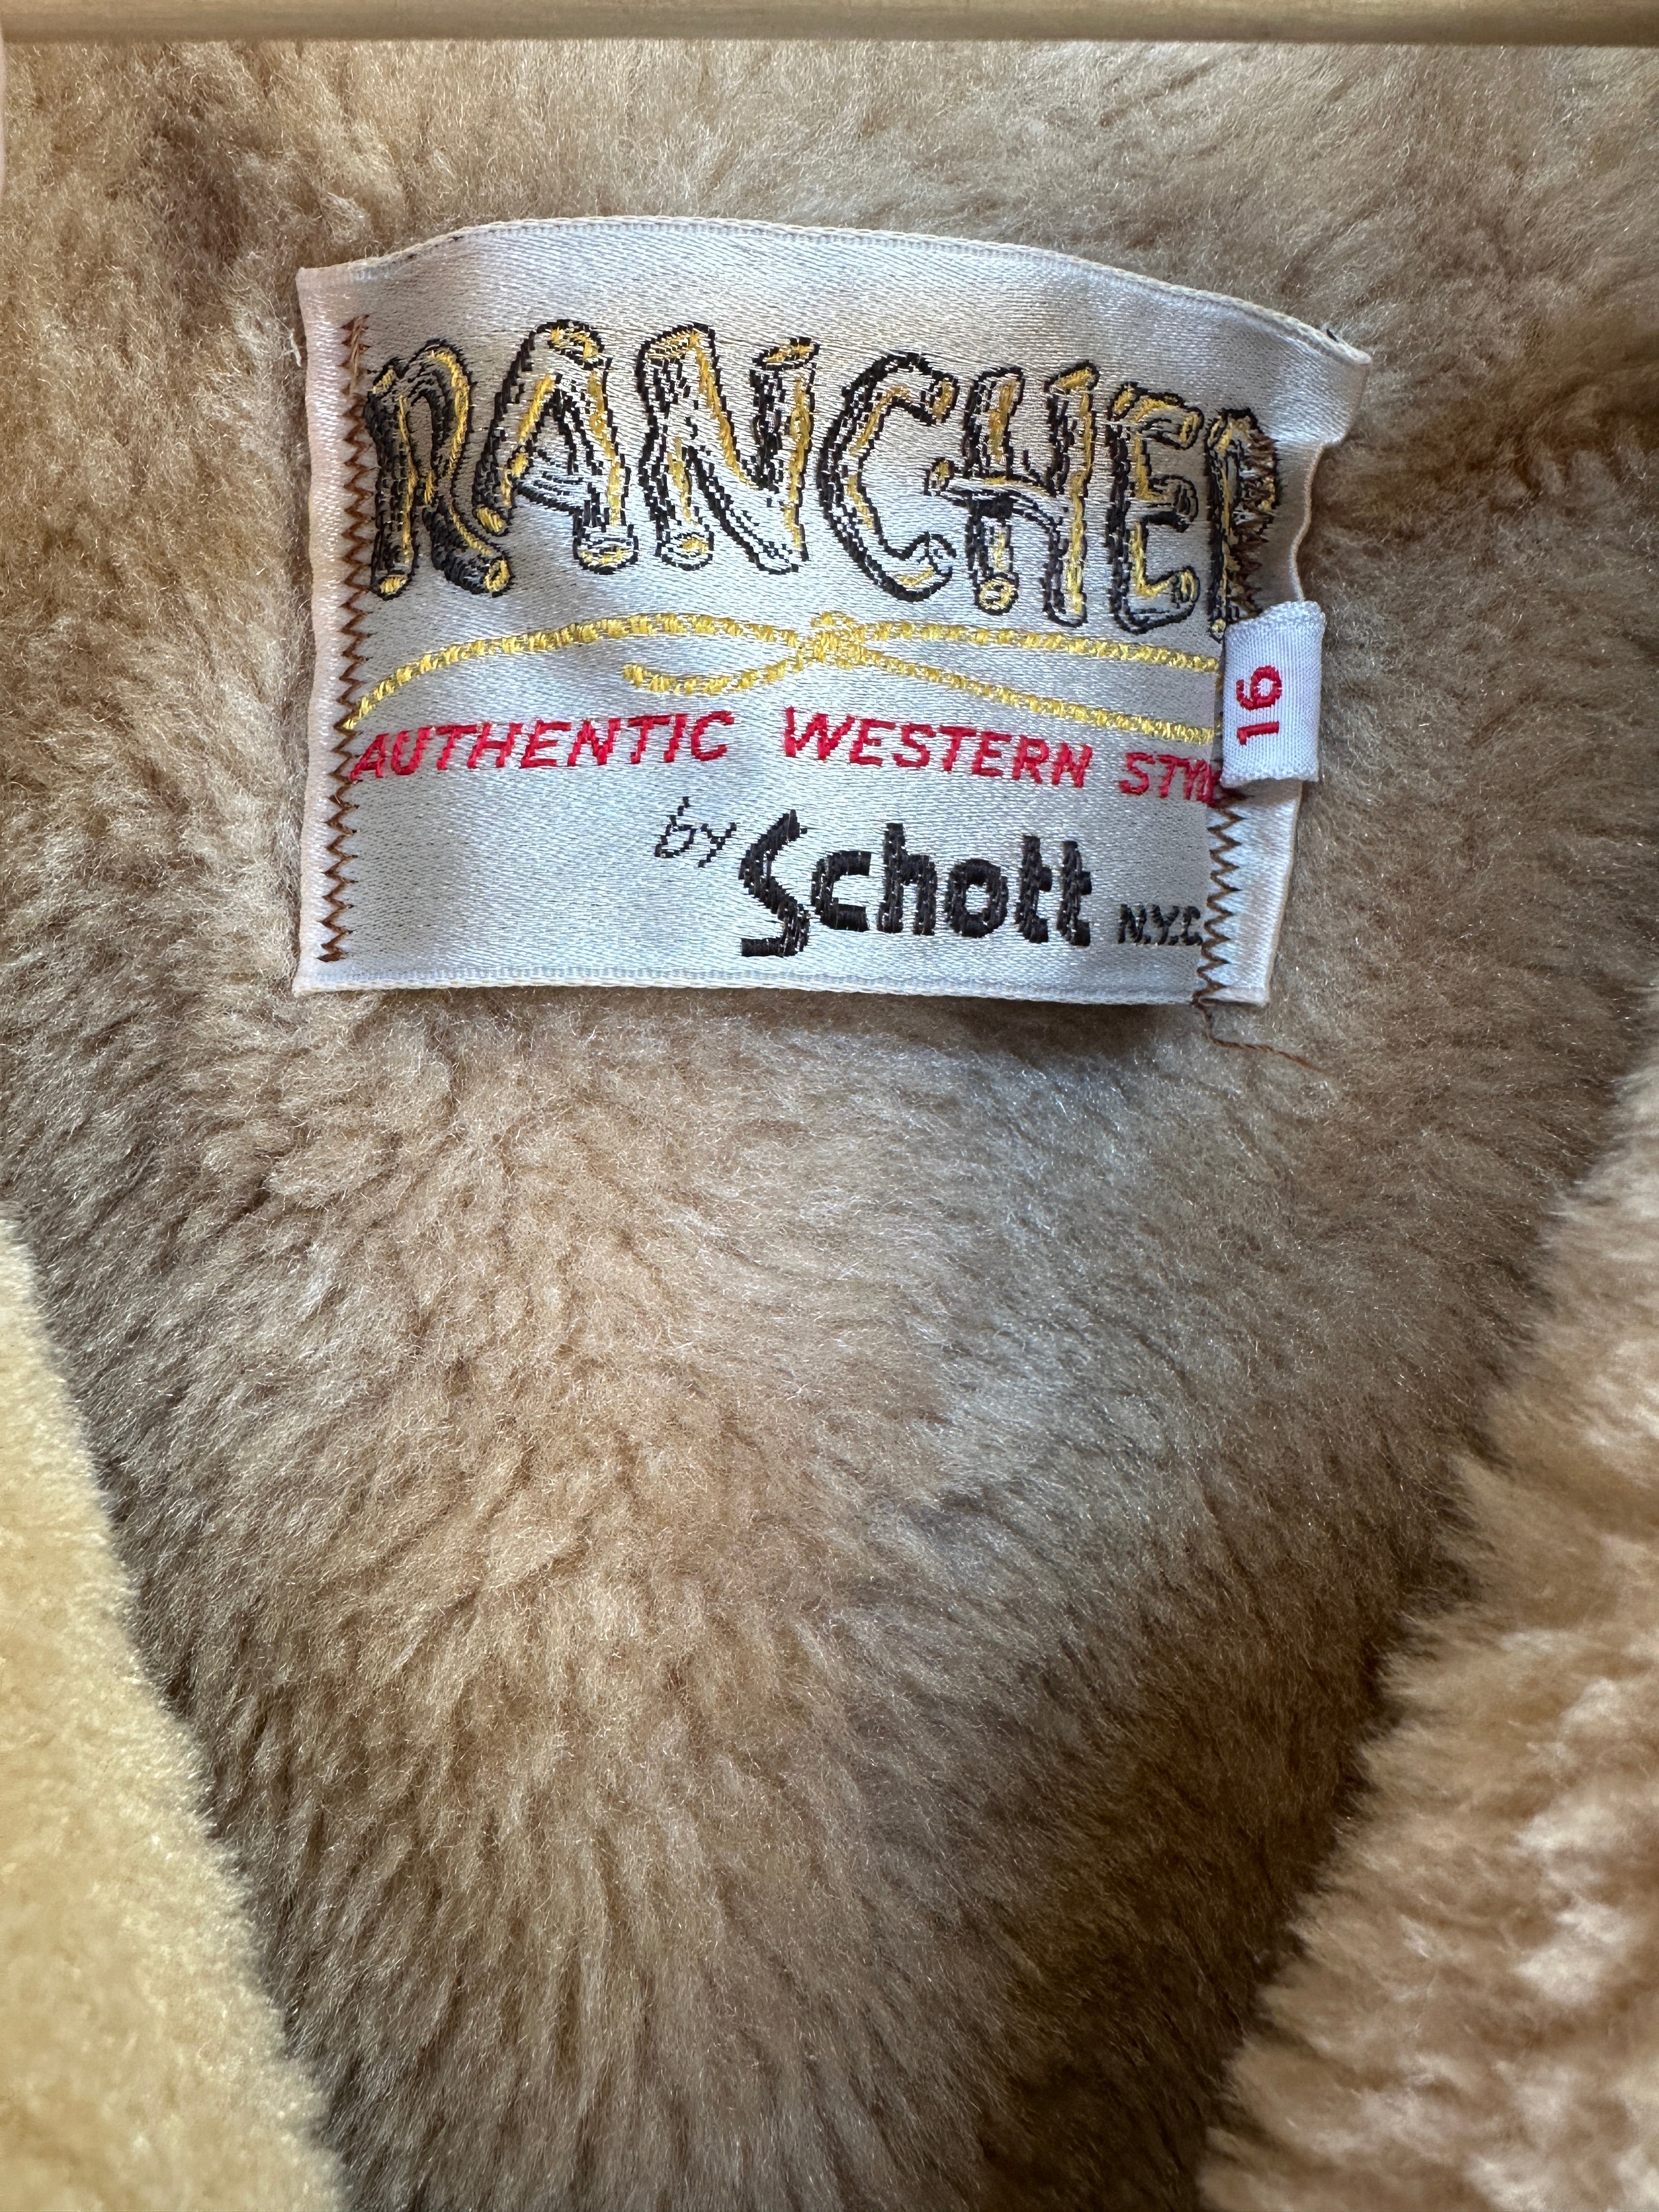 RANCHER
AUTHENTIC WESTERN STYLE
16
by Schott N.Y.C.